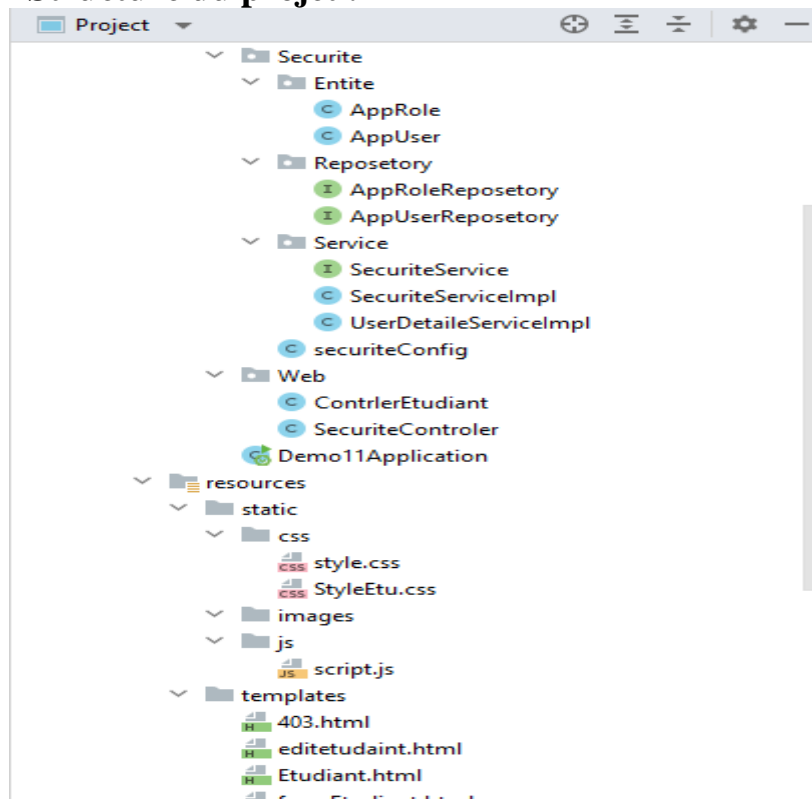 Project
Securite
Entite
AppRole
AppUser
Reposetory
AppRoleReposetory
AppUserReposetory
Service
SecuriteService
SecuriteServiceImpl
UserDetaileServiceImpl
securiteConfig
Web
ContrlerEtudiant
SecuriteControler
Demo11Application
resources
static
css
style.css
StyleEtu.css
images
js
script.js
templates
403.html
editetudaint.html
Etudiant.html